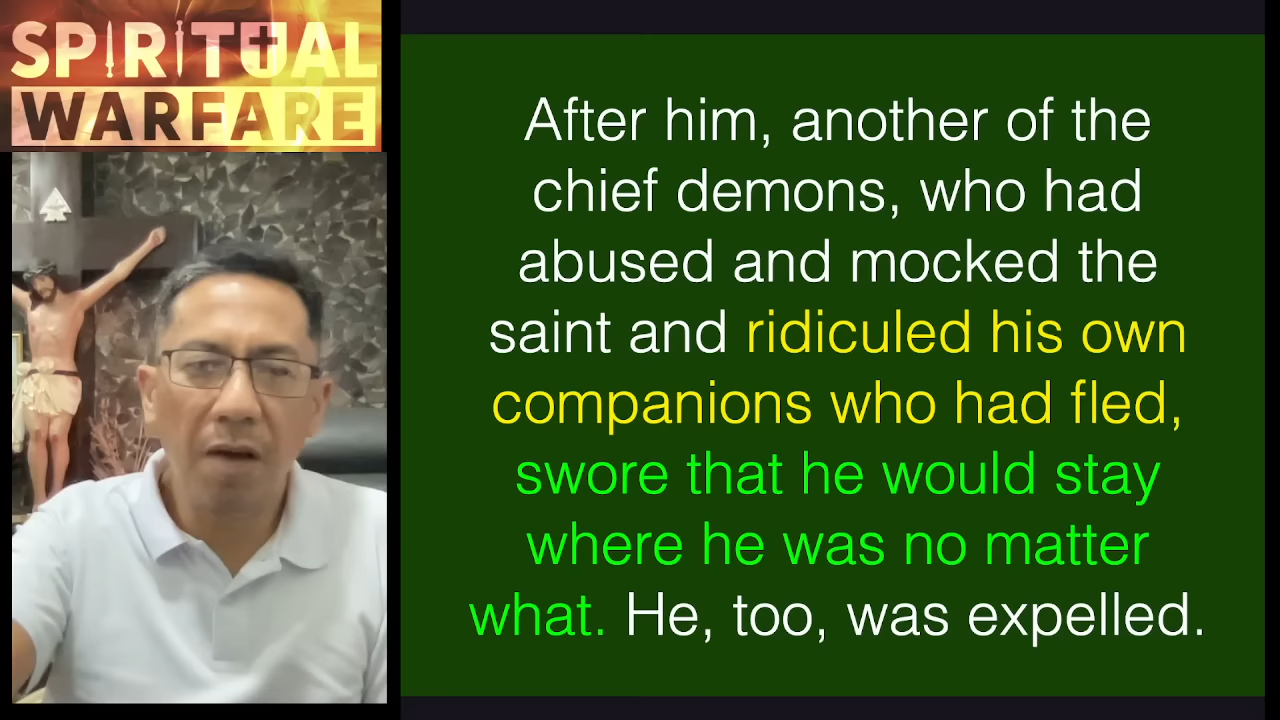 SPIRITUAL
WARFARE
After him, another of the
chief demons, who had
abused and mocked the
saint and ridiculed his own
companions who had fled,
swore that he would stay
where he was no matter
what. He, too, was expelled.